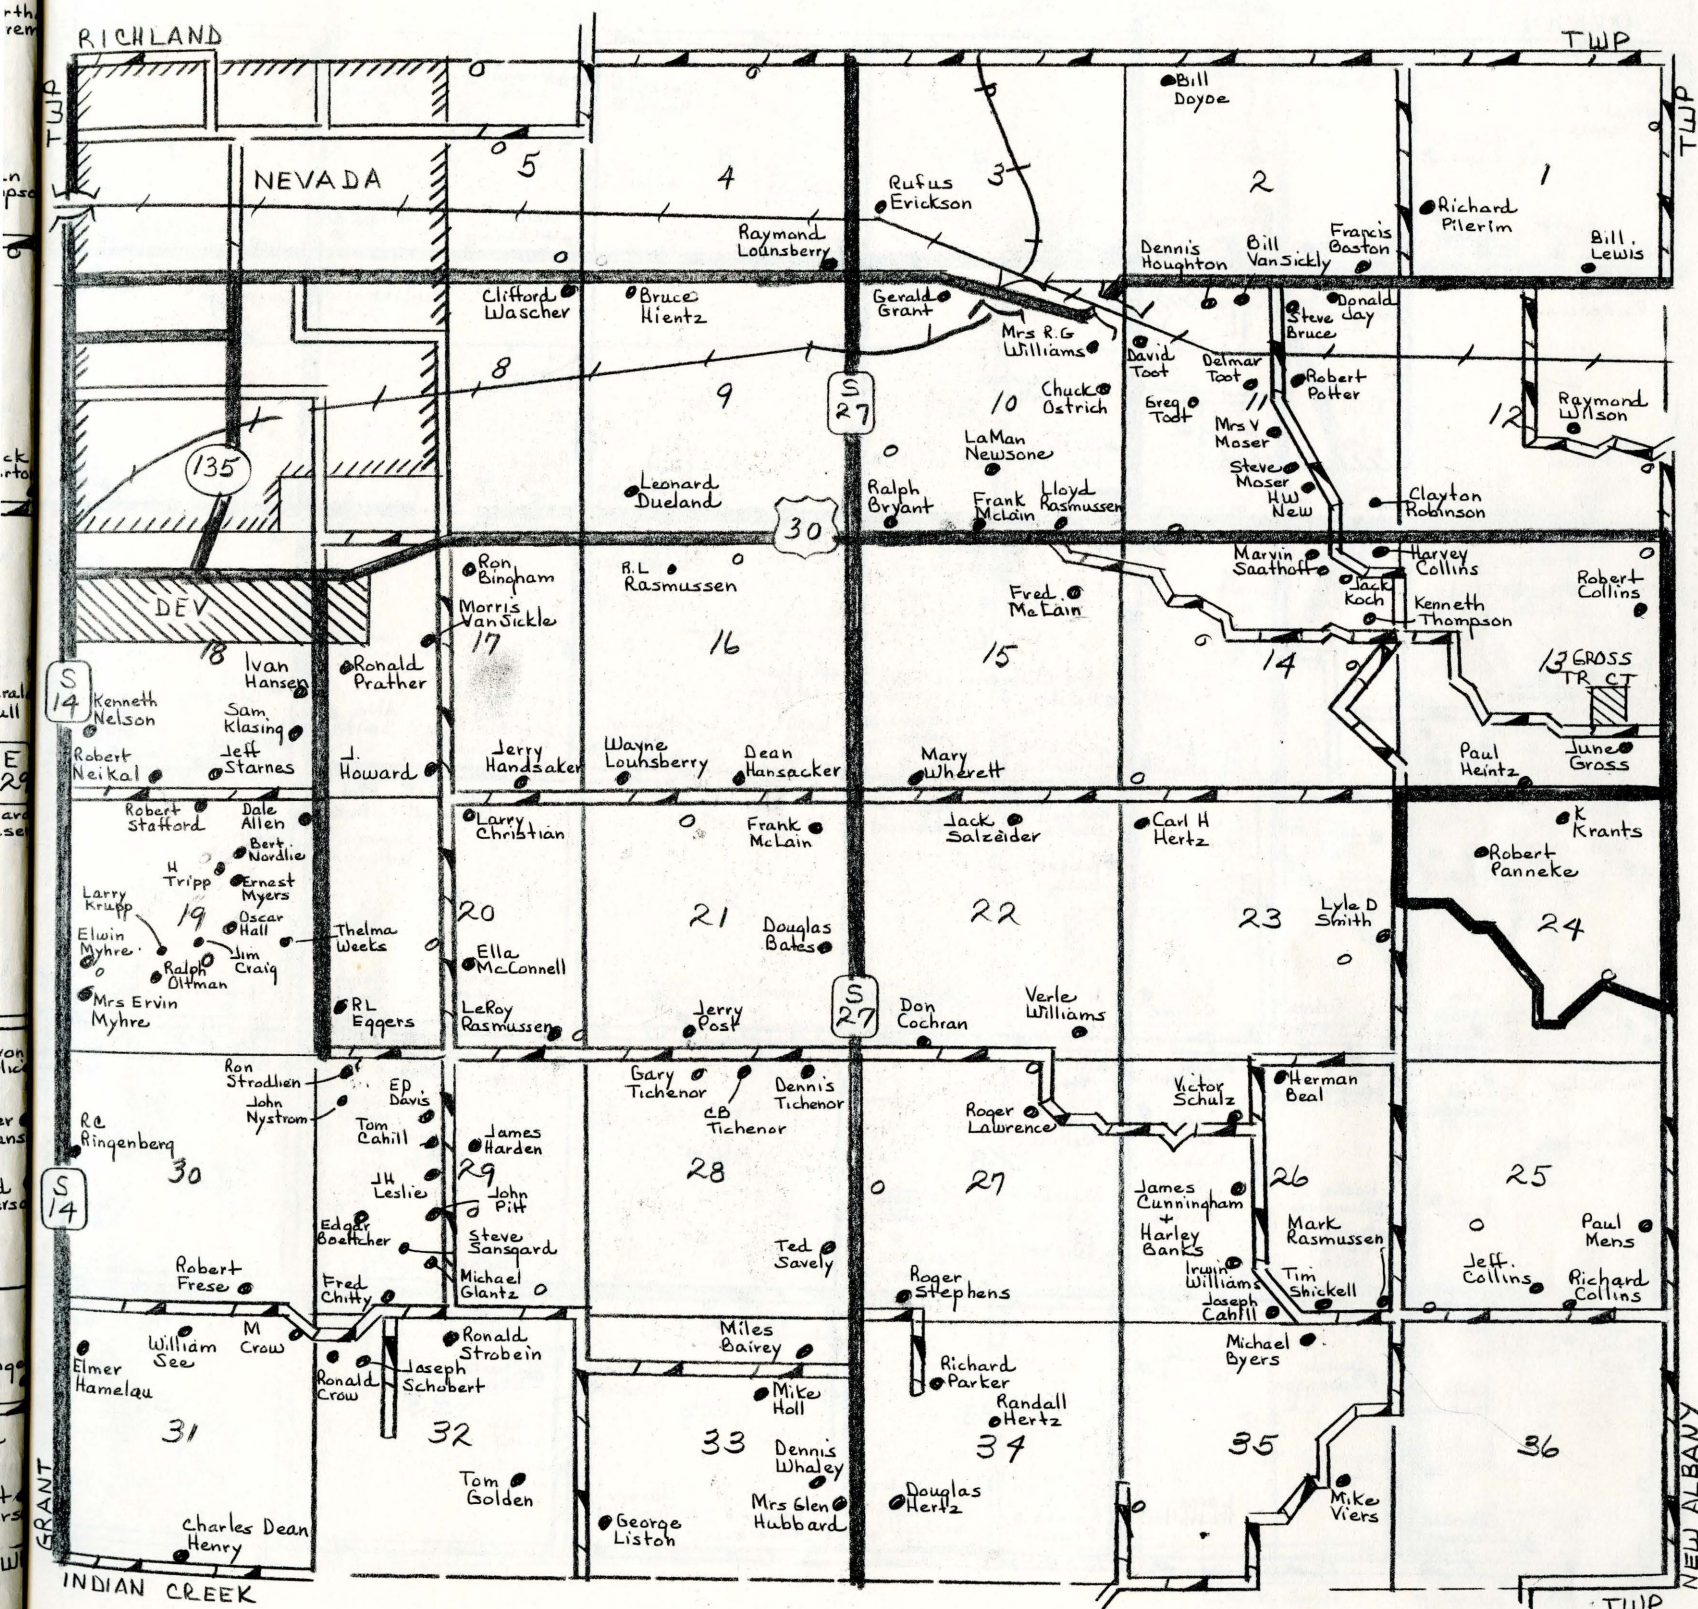 RICHLAND
TWP
TWP
TWP
NEVADA
5
4
3
2
1
Bill
Doyoe
Rufus
Erickson
Richard
Pilerim
Raymond
Lounsberry
Dennis
Houghton
Bill
VanSickly
Francis
Boston
Bill
Lewis
Clifford
Wascher
Bruce
Hientz
Gerald
Grant
Mrs R.G
Williams
Steve
Bruce
Donald
Jay
8
9
S
27
10
11
12
David
Toot
Delmar
Toot
Robert
Potter
Chuck
Ostrich
Greg
Toot
Raymond
Wilson
Mrs V
Moser
LaMan
Newsone
Steve
Moser
HW
New
135
Leonard
Dueland
Ralph
Bryant
Frank
McLain
Lloyd
Rasmussen
Clayton
Robinson
30
DEV
Ron
Bingham
R.L
Rasmussen
Fred
McLain
Marvin
Saathoff
Harvey
Collins
Jack
Koch
Robert
Collins
Morris
VanSickle
Kenneth
Thompson
18
17
16
15
14
13
GROSS
TR CT
Ivan
Hansen
Ronald
Prather
S
14
Kenneth
Nelson
Sam
Klasing
Robert
Neikal
Jeff
Starnes
J.
Howard
Jerry
Handsaker
Wayne
Lounsberry
Dean
Hansacker
Mary
Wherett
Paul
Heintz
June
Gross
Robert
Stafford
Dale
Allen
Larry
Christian
Frank
McLain
Jack
Salzeider
Carl H
Hertz
K
Krants
Bert
Nordlie
H
Tripp
Ernest
Myers
Robert
Panneke
Larry
Krupp
19
Oscar
Hall
Thelma
Weeks
20
21
22
23
24
Lyle D
Smith
Elwin
Myhre
Ralph
Oltman
Jim
Craig
Ella
McConnell
Douglas
Bates
Mrs Ervin
Myhre
RL
Eggers
LeRoy
Rasmussen
Jerry
Post
S
27
Don
Cochran
Verle
Williams
Ron
Strodlien
John
Nystrom
ED
Davis
Gary
Tichenor
CB
Tichenor
Dennis
Tichenor
Roger
Lawrence
Victor
Schulz
Herman
Beal
RC
Ringenberg
Tom
Cahill
James
Harden
30
29
28
27
26
25
S
14
JH
Leslie
John
Pitt
James
Cunningham
+
Harley
Banks
Edgar
Boettcher
Steve
Sansgard
Ted
Savely
Mark
Rasmussen
Paul
Mens
Robert
Frese
Fred
Chitty
Michael
Glantz
Roger
Stephens
Irwin
Williams
Tim
Shickell
Jeff
Collins
Richard
Collins
Joseph
Cahill
Elmer
Hamelau
William
See
M
Crow
Ronald
Crow
Joseph
Schobert
Ronald
Strobein
Miles
Bairey
Michael
Byers
Richard
Parker
Mike
Holl
Randall
Hertz
31
32
33
34
35
36
Dennis
Whaley
Tom
Golden
Mrs Glen
Hubbard
Douglas
Hertz
Mike
Viers
George
Liston
Charles Dean
Henry
GRANT
NEW ALBANY
INDIAN CREEK
TWP